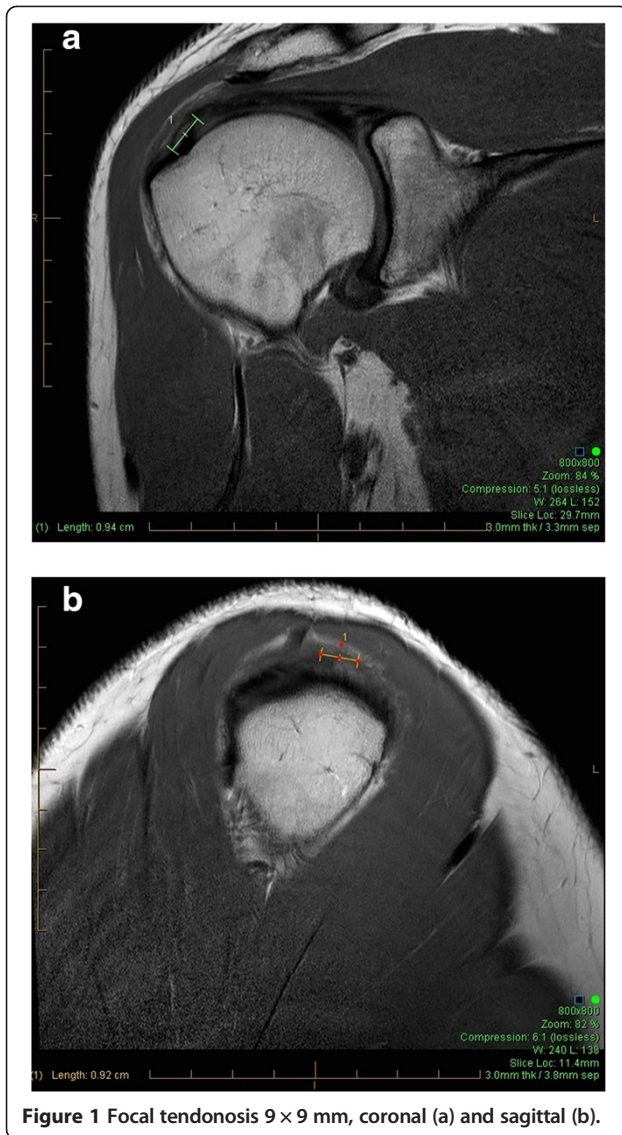 a
1
R
L
800x800
Zoom: 84 %
Compression: 5:1 (lossless)
W: 264 L: 152
Slice Loc: 29.7mm
(1) Length: 0.94 cm
3.0mm thk / 3.3mm sep
b
1
L
800x800
Zoom: 82 %
Compression: 6:1 (lossless)
W: 240 L: 138
Slice Loc: 11.4mm
(1) Length: 0.92 cm
3.0mm thk / 3.8mm sep
Figure 1 Focal tendonosis 9 × 9 mm, coronal (a) and sagittal (b).